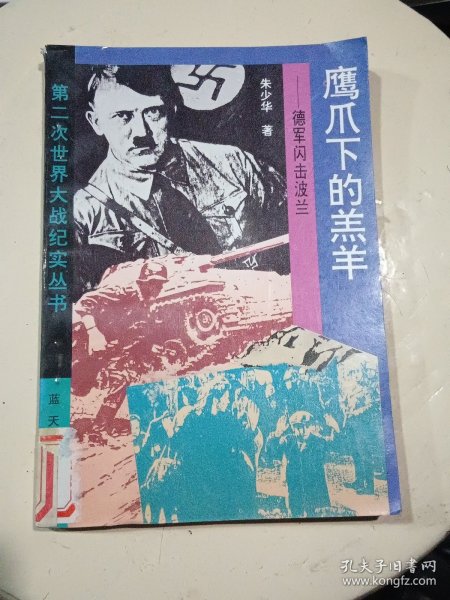 鹰爪下的羔羊
——德军闪击波兰
朱少华 著
第二次世界大战纪实丛书
蓝天
孔夫子旧书网
www.kongfz.com